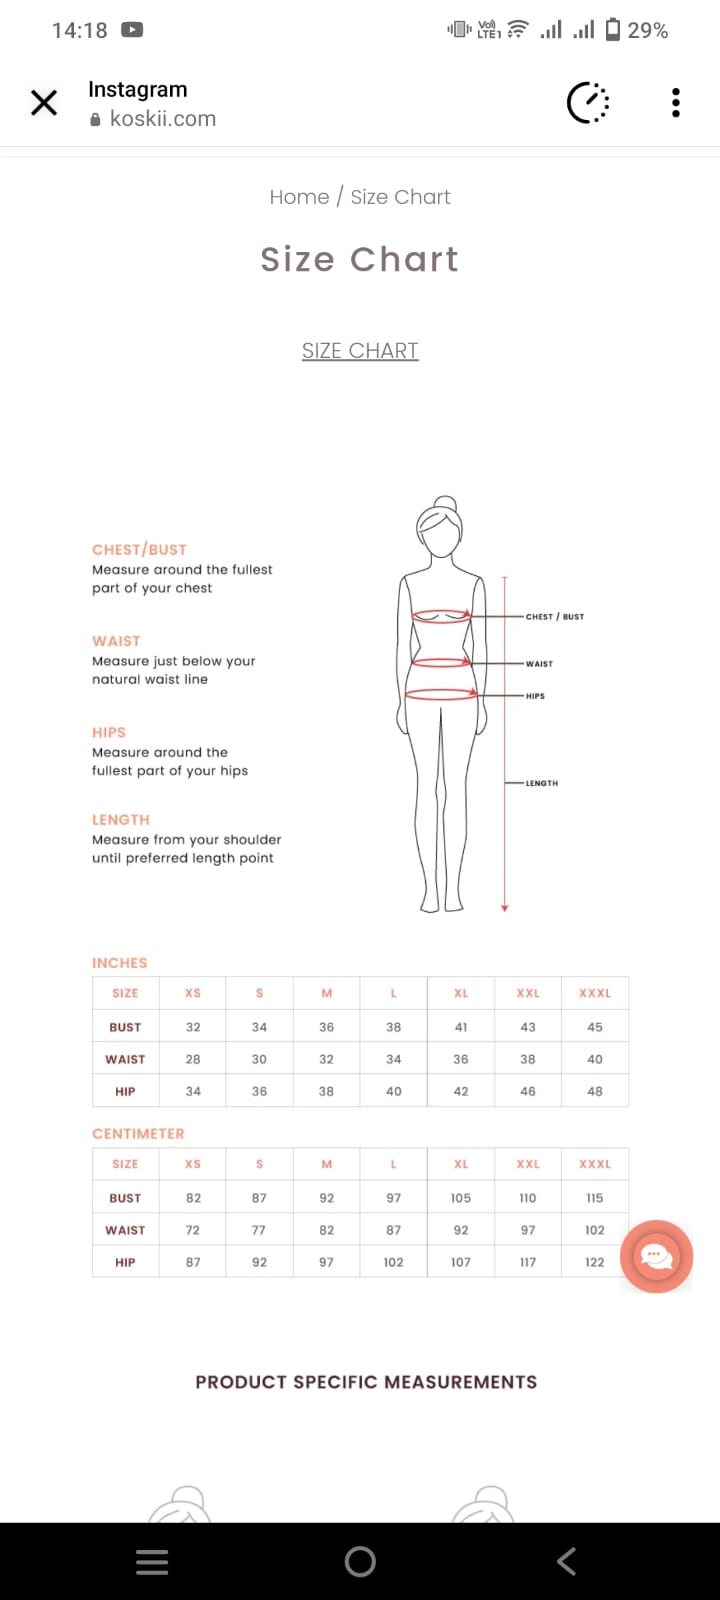 14:18
Vo) LTE1
29%
Instagram
koskii.com
Home / Size Chart
Size Chart
SIZE CHART
CHEST/BUST
Measure around the fullest
part of your chest
WAIST
Measure just below your
natural waist line
HIPS
Measure around the
fullest part of your hips
LENGTH
Measure from your shoulder
until preferred length point
CHEST / BUST
WAIST
HIPS
LENGTH
INCHES
SIZE XS S M L XL XXL XXXL
BUST 32 34 36 38 41 43 45
WAIST 28 30 32 34 36 38 40
HIP 34 36 38 40 42 46 48
CENTIMETER
SIZE XS S M L XL XXL XXXL
BUST 82 87 92 97 105 110 115
WAIST 72 77 82 87 92 97 102
HIP 87 92 97 102 107 117 122
PRODUCT SPECIFIC MEASUREMENTS